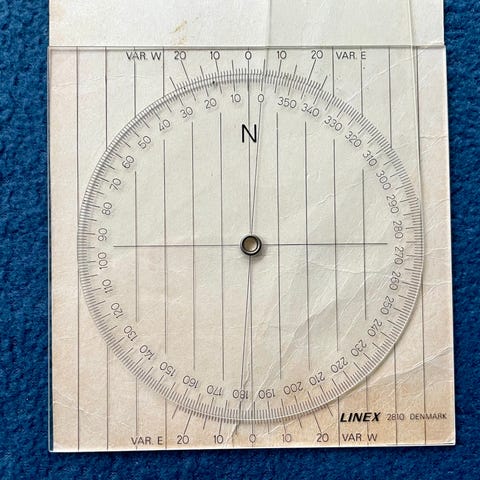 VAR. W 20 10 0 10 20 VAR. E
0 350 340 330 320 310 300 290 280 270 260 250 240 230 220 210 200 190 180 170 160 150 140 130 120 110 100 90 80 70 60 50 40 30 20 10
N
LINEX 2810 DENMARK
VAR. E 20 10 0 10 20 VAR. W